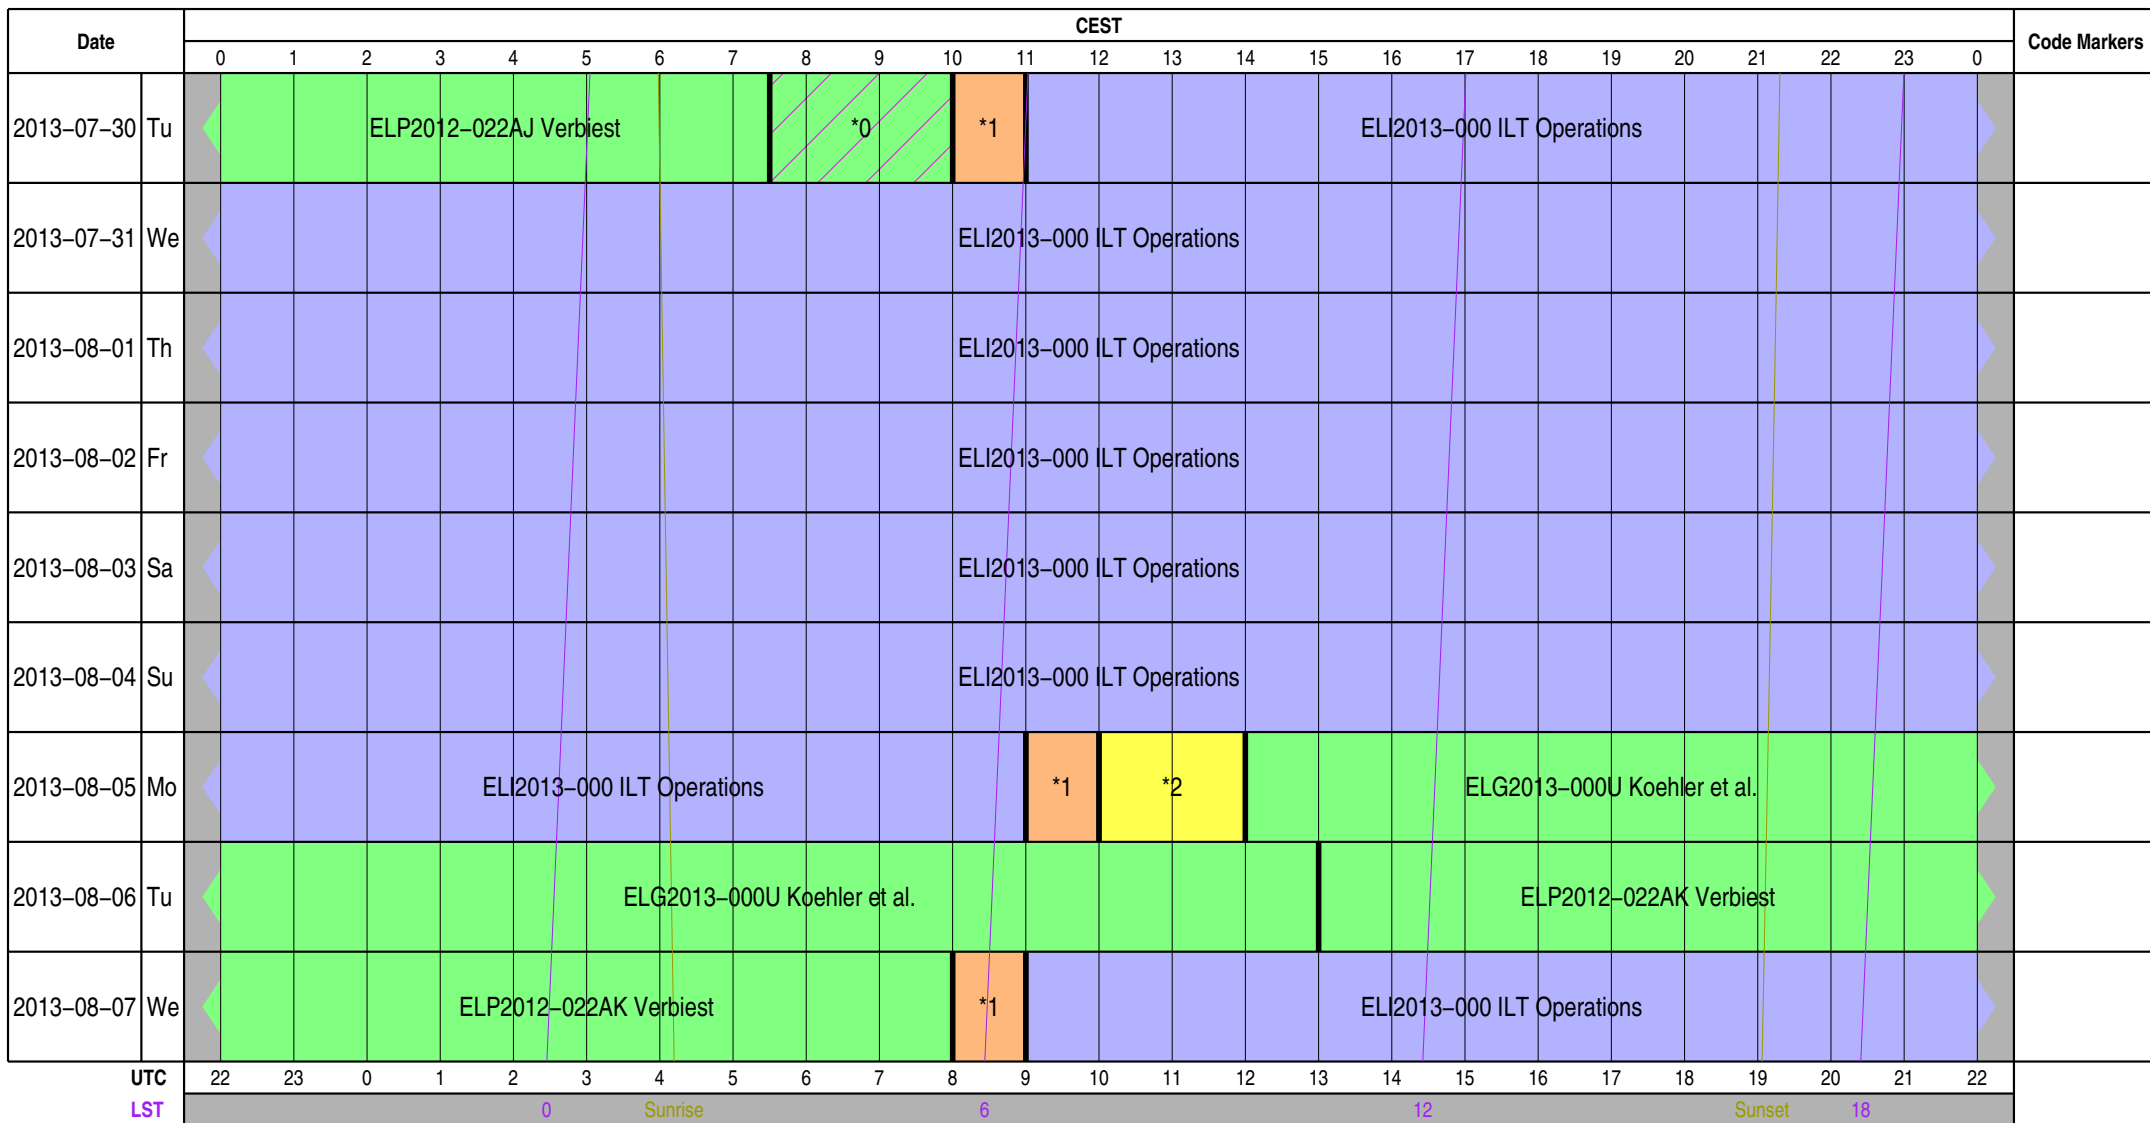 Date
CEST
Code Markers
0 1 2 3 4 5 6 7 8 9 10 11 12 13 14 15 16 17 18 19 20 21 22 23 0
2013–07–30 Tu ELP2012–022AJ Verbiest *0 *1 ELI2013–000 ILT Operations
2013–07–31 We ELI2013–000 ILT Operations
2013–08–01 Th ELI2013–000 ILT Operations
2013–08–02 Fr ELI2013–000 ILT Operations
2013–08–03 Sa ELI2013–000 ILT Operations
2013–08–04 Su ELI2013–000 ILT Operations
2013–08–05 Mo ELI2013–000 ILT Operations *1 *2 ELG2013–000U Koehler et al.
2013–08–06 Tu ELG2013–000U Koehler et al. ELP2012–022AK Verbiest
2013–08–07 We ELP2012–022AK Verbiest *1 ELI2013–000 ILT Operations
UTC 22 23 0 1 2 3 4 5 6 7 8 9 10 11 12 13 14 15 16 17 18 19 20 21 22
LST 0 Sunrise 6 12 Sunset 18